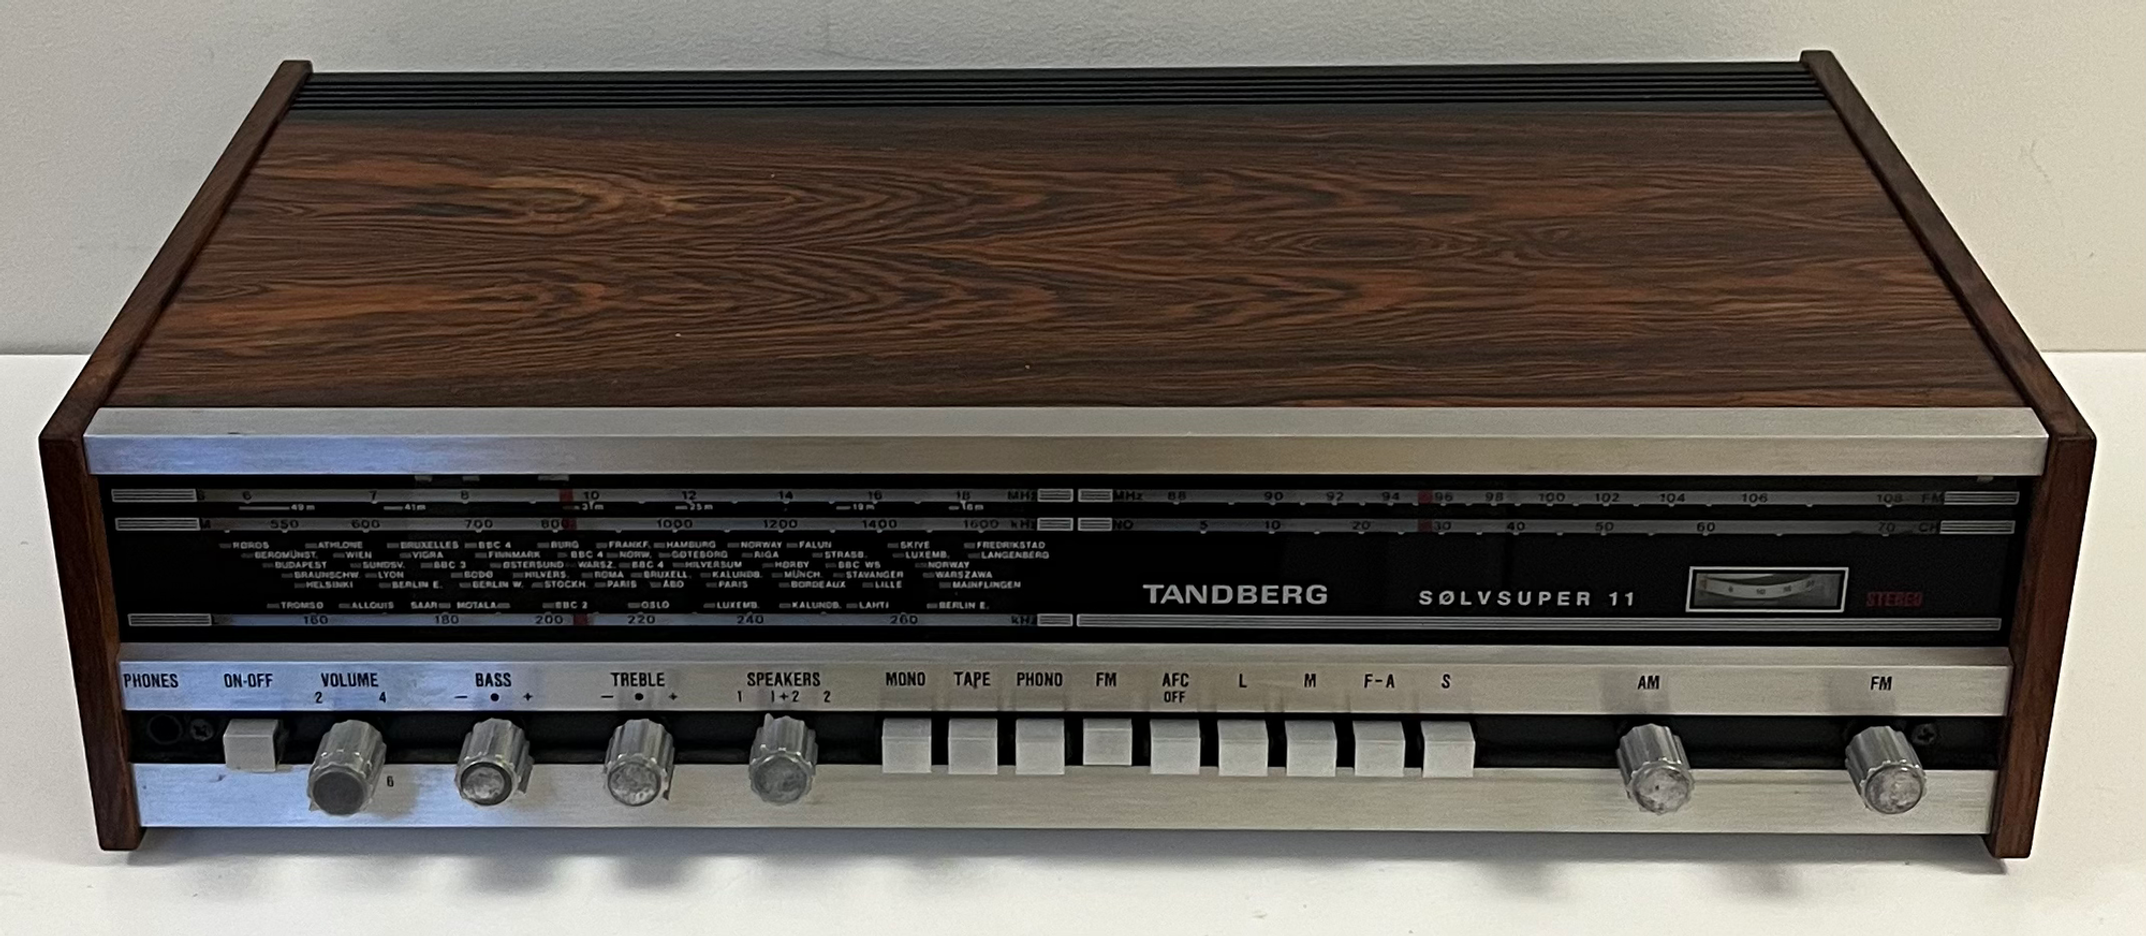 6 7 8 10 12 14 16 18 MHz
MHz 88 90 92 94 96 98 100 102 104 106 108 FM
49m 41m 31m 25m 19m 16m
M 550 600 700 800 1000 1200 1400 1600 kHz
NO 5 10 20 30 40 50 60 70 CH
RØROS ATHLONE BRUXELLES BBC 4 BURG FRANKF. HAMBURG NORWAY FALUN SKIVE FREDRIKSTAD
BEROMÜNST. WIEN VIGRA FINNMARK BBC 4 NORW. GØTEBORG RIGA STRASB. LUXEMB. LANGENBERG
BUDAPEST SUNDSV. BBC 3 ØSTERSUND WARSZ. BBC 4 HILVERSUM HØRBY BBC WS NORWAY
BRAUNSCHW. LYON BODØ HILVERS. ROMA BRUXELL. KALUNDB. MÜNCH. STAVANGER WARSZAWA
HELSINKI BERLIN E. BERLIN W. STOCKH. PARIS ÅBO PARIS BORDEAUX LILLE MAINFLINGEN
TANDBERG SØLVSUPER 11 STEREO
TROMSØ ALLOUIS SAAR MOTALA BBC 2 OSLO LUXEMB. KALUNDB. LAHTI BERLIN E.
L 160 180 200 220 240 260 kHz
PHONES ON-OFF VOLUME BASS TREBLE SPEAKERS MONO TAPE PHONO FM AFC L M F-A S AM FM
2 4 - • + - • + 1 1+2 2 OFF
6